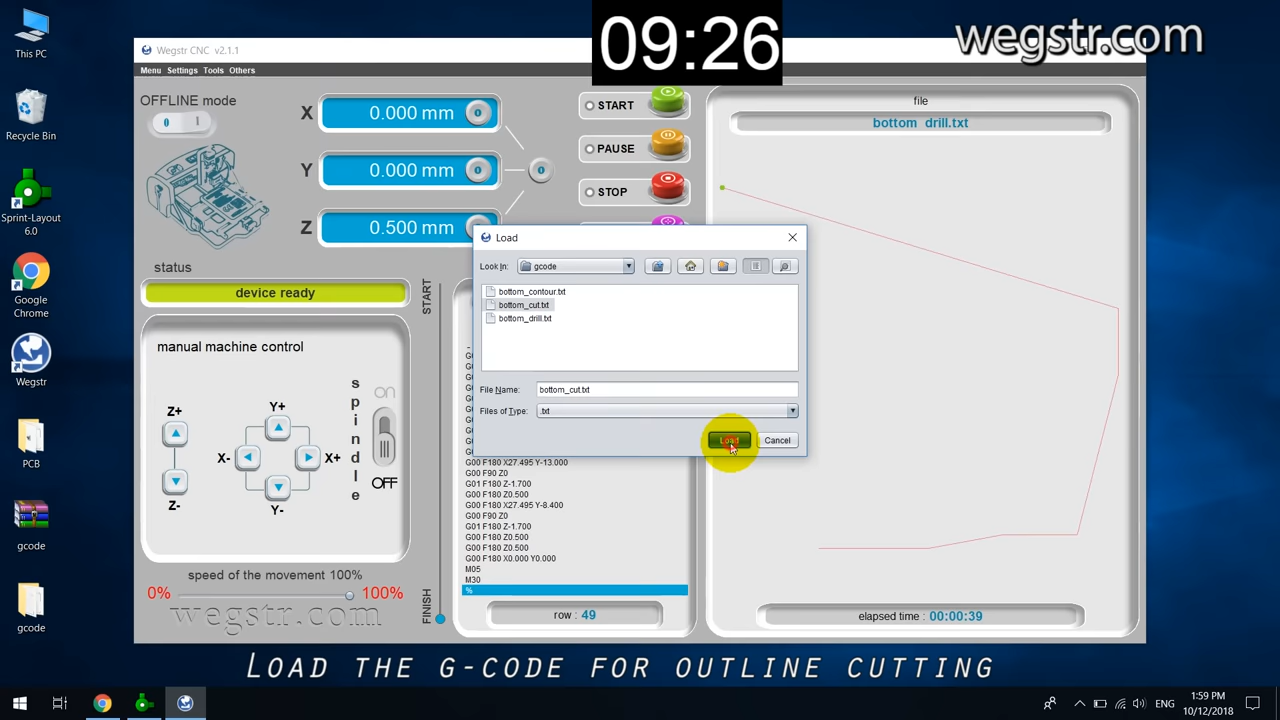 This PC
Recycle Bin
Sprint-Layout
6.0
Google
Chrome
Wegstr
PCB
gcode
gcode
09:26
wegstr.com
Wegstr CNC v2.1.1
Menu Settings Tools Others
OFFLINE mode
0 I
X 0.000 mm 0
Y 0.000 mm 0
0
Z 0.500 mm
START
PAUSE
STOP
status
device ready
manual machine control
Z+
Z-
Y+
X-
X+
Y-
spindle
on
OFF
speed of the movement 100%
0%
100%
wegstr.com
START
FINISH
Load
Look In: gcode
bottom_contour.txt
bottom_cut.txt
bottom_drill.txt
File Name: bottom_cut.txt
Files of Type: .txt
Load Cancel
G00 F180 X27.495 Y-13.000
G00 F90 Z0
G01 F180 Z-1.700
G00 F180 Z0.500
G00 F180 X27.495 Y-8.400
G00 F90 Z0
G01 F180 Z-1.700
G00 F180 Z0.500
G00 F180 Z0.500
G00 F180 X0.000 Y0.000
M05
M30
%
row : 49
file
bottom_drill.txt
elapsed time : 00:00:39
LOAD THE G-CODE FOR OUTLINE CUTTING
ENG
1:59 PM
10/12/2018